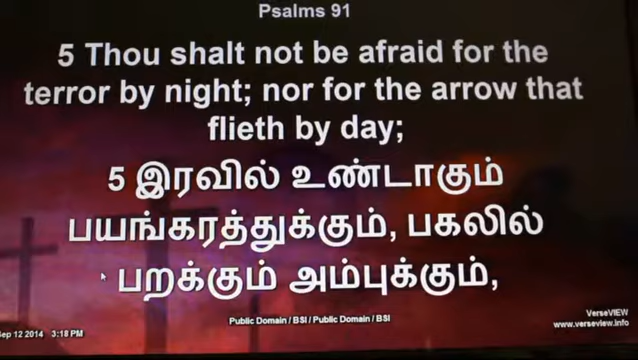 Psalms 91
5 Thou shalt not be afraid for the
terror by night; nor for the arrow that
flieth by day;
5 இரவில் உண்டாகும்
பயங்கரத்துக்கும், பகலில்
பறக்கும் அம்புக்கும்,
Public Domain / BSI / Public Domain / BSI
VerseVIEW
www.verseview.info
Sep 12 2014 3:18 PM